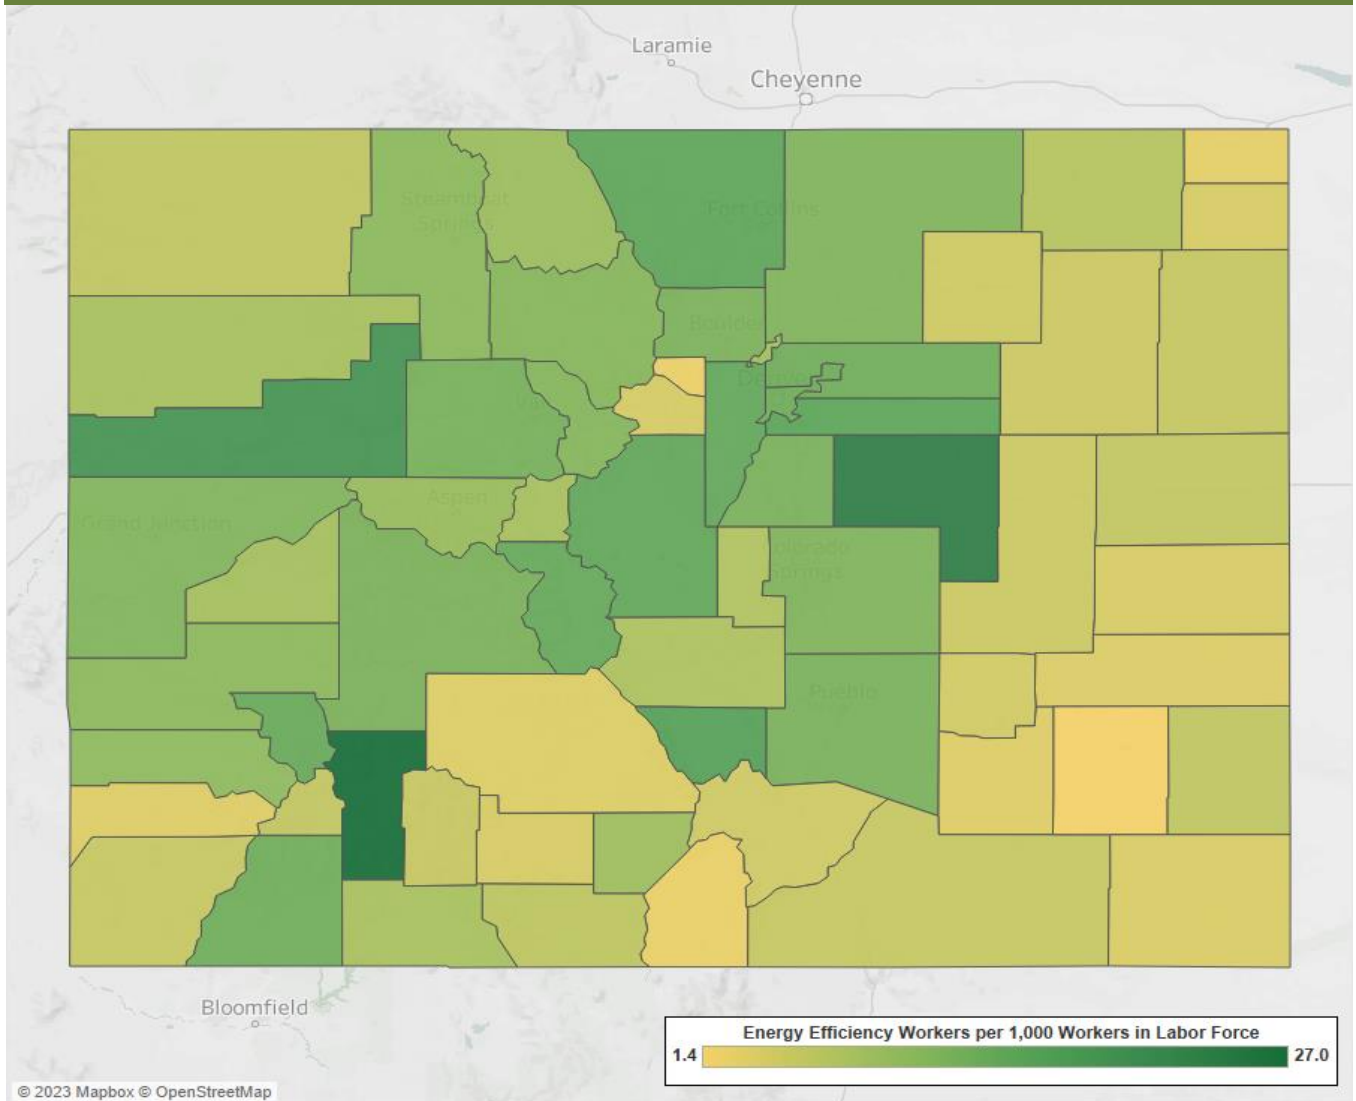 Laramie
Cheyenne
Steamboat
Springs
Fort Collins
Boulder
Denver
Vail
Aspen
Grand Junction
Colorado
Springs
Pueblo
Bloomfield
Energy Efficiency Workers per 1,000 Workers in Labor Force
1.4
27.0
© 2023 Mapbox © OpenStreetMap